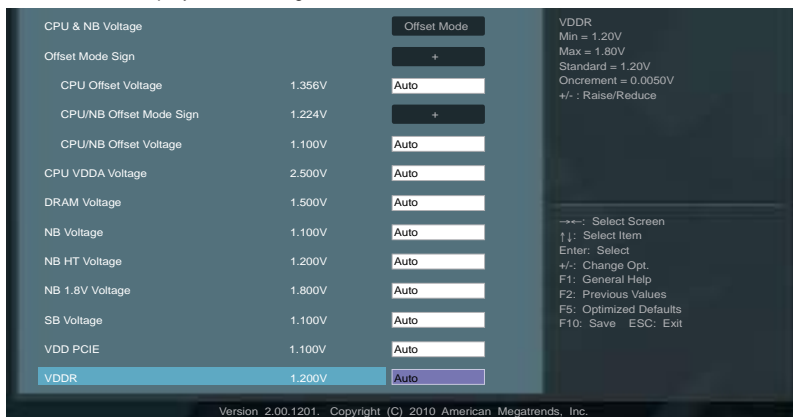 CPU & NB Voltage Offset Mode
Offset Mode Sign +
CPU Offset Voltage 1.356V Auto
CPU/NB Offset Mode Sign 1.224V +
CPU/NB Offset Voltage 1.100V Auto
CPU VDDA Voltage 2.500V Auto
DRAM Voltage 1.500V Auto
NB Voltage 1.100V Auto
NB HT Voltage 1.200V Auto
NB 1.8V Voltage 1.800V Auto
SB Voltage 1.100V Auto
VDD PCIE 1.100V Auto
VDDR 1.200V Auto
VDDR
Min = 1.20V
Max = 1.80V
Standard = 1.20V
Oncrement = 0.0050V
+/- : Raise/Reduce
→←: Select Screen
↑↓: Select Item
Enter: Select
+/-: Change Opt.
F1: General Help
F2: Previous Values
F5: Optimized Defaults
F10: Save ESC: Exit
Version 2.00.1201. Copyright (C) 2010 American Megatrends, Inc.